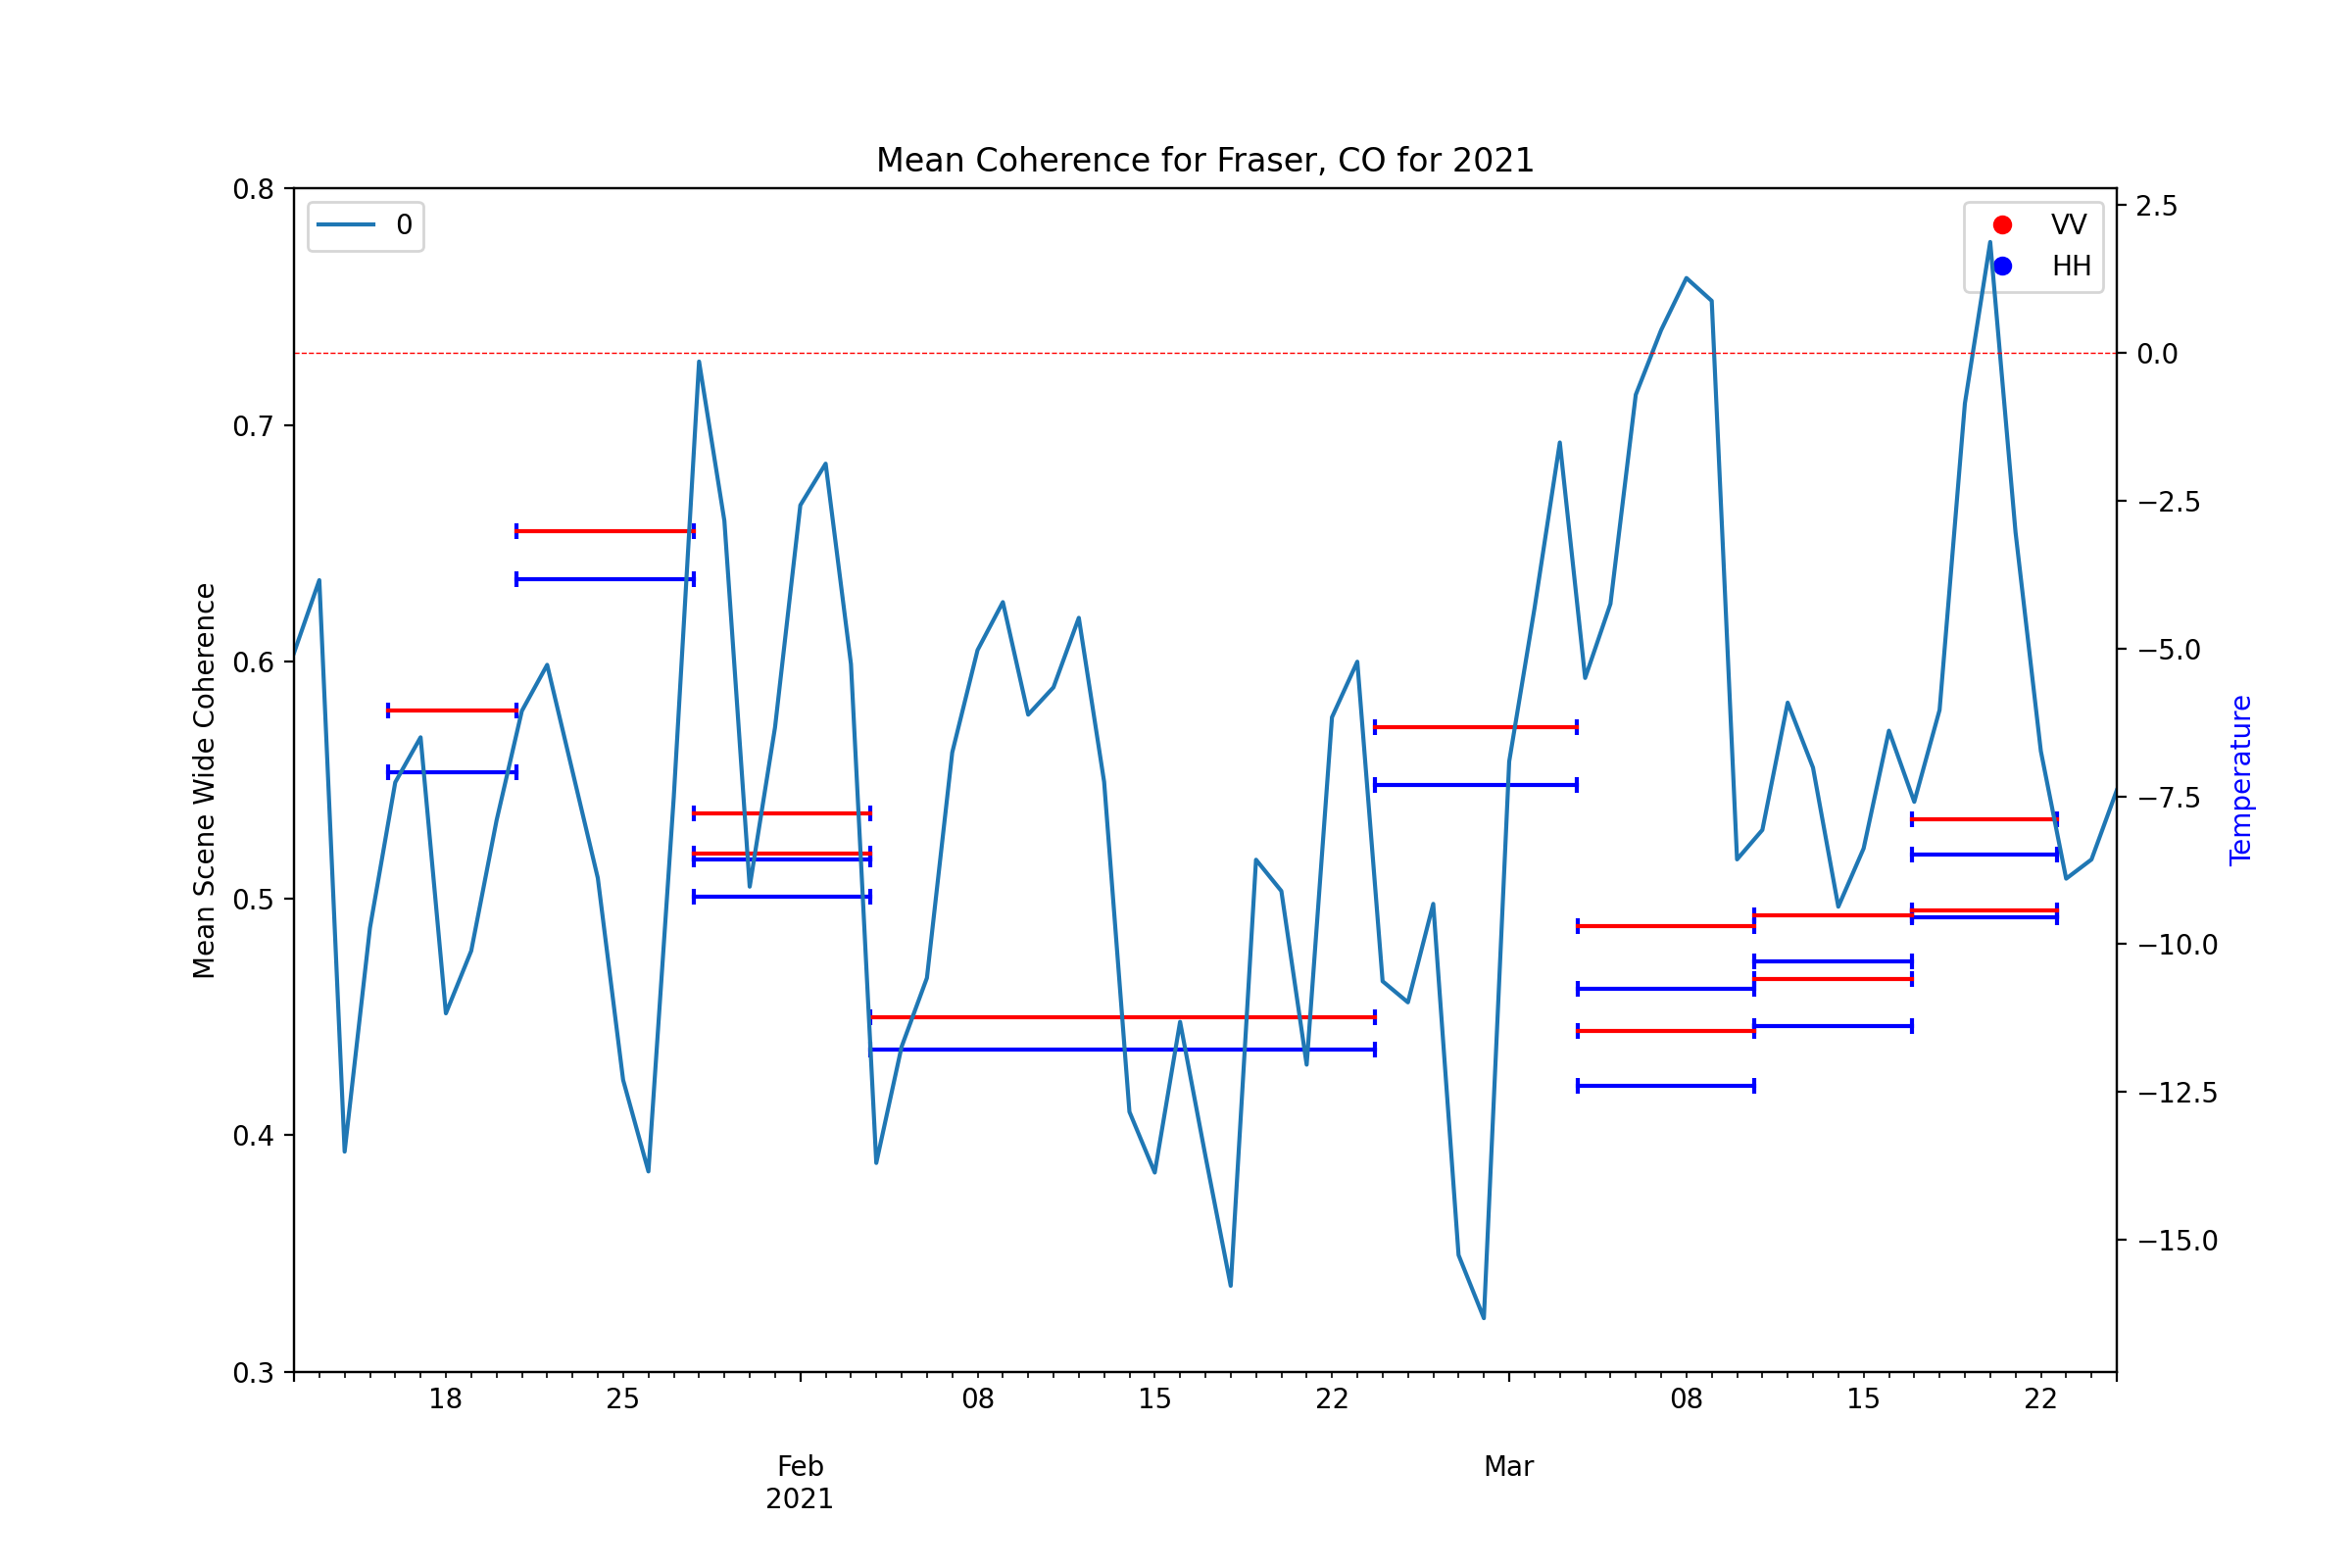 Mean Coherence for Fraser, CO for 2021
0
VV
HH
0.8
0.7
0.6
0.5
0.4
0.3
Mean Scene Wide Coherence
2.5
0.0
−2.5
−5.0
−7.5
−10.0
−12.5
−15.0
Temperature
18 25 08 15 22 08 15 22
Feb Mar
2021